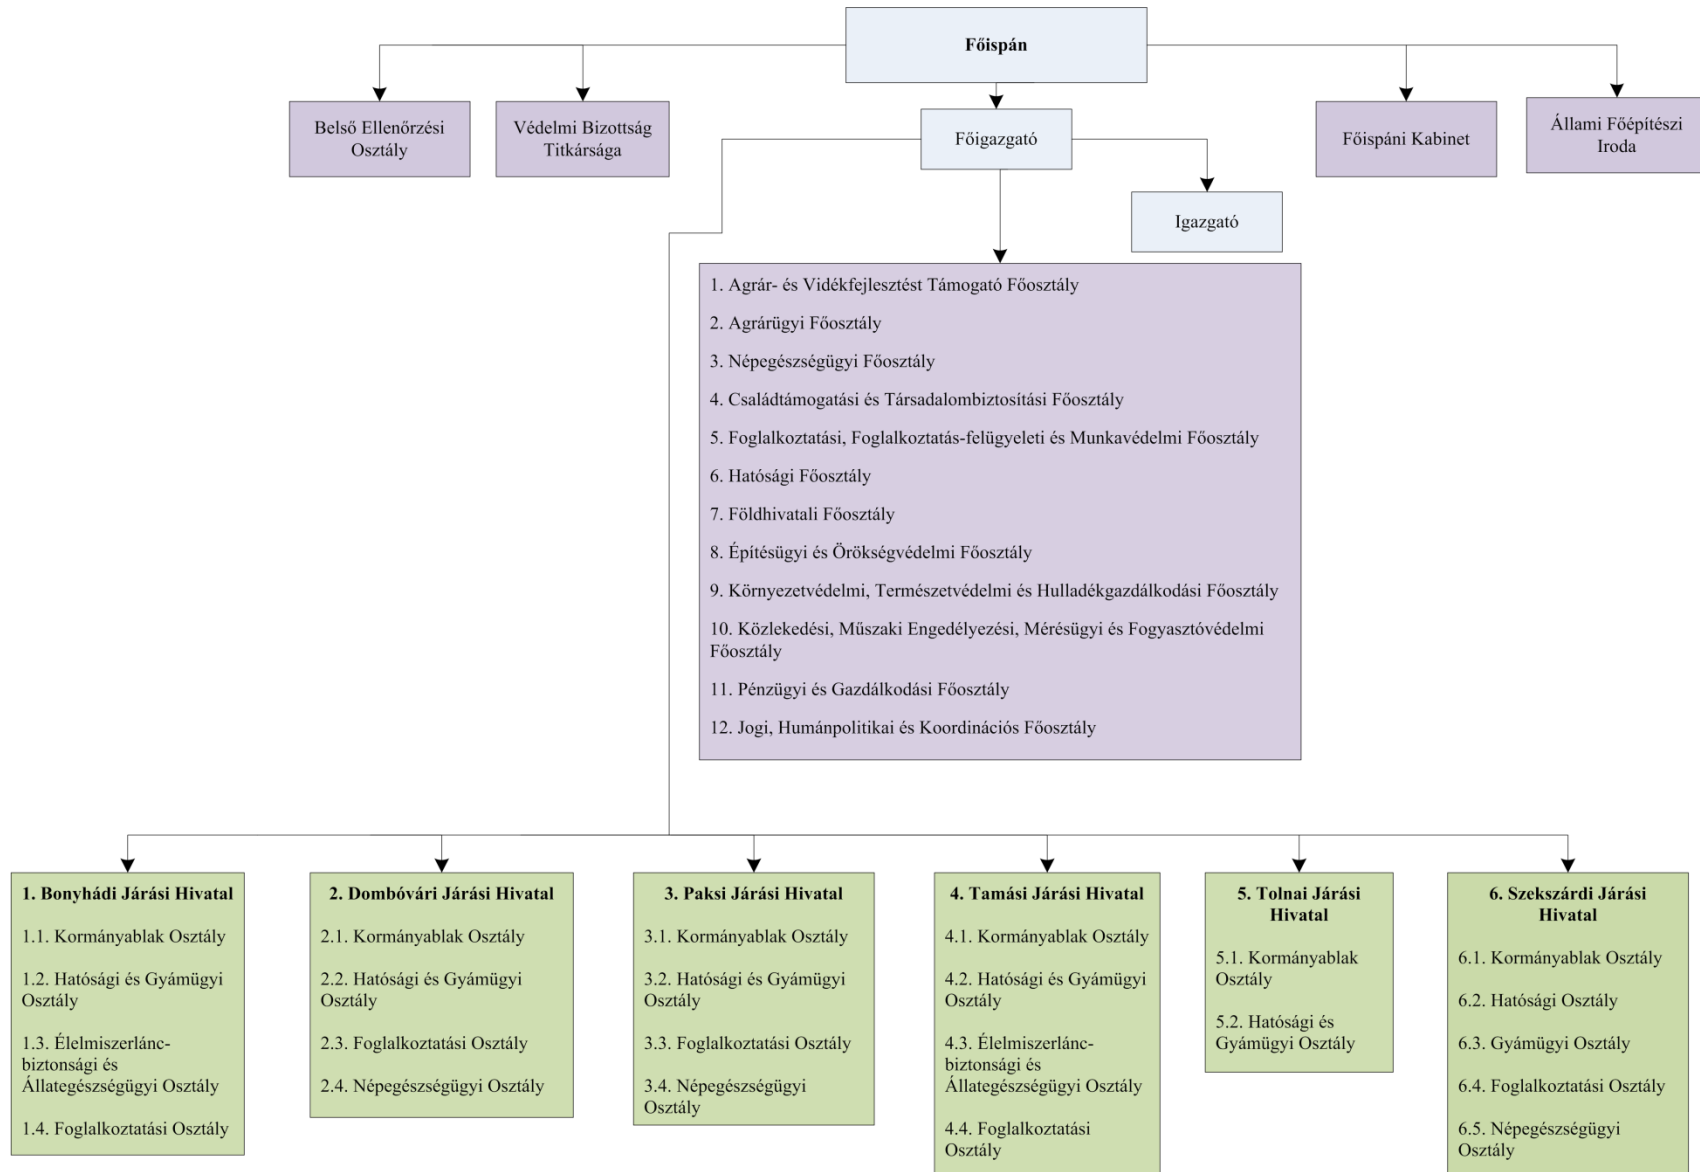 Főispán
Belső Ellenőrzési
Osztály
Védelmi Bizottság
Titkársága
Főigazgató
Főispáni Kabinet
Állami Főépítészi
Iroda
Igazgató
1. Agrár- és Vidékfejlesztést Támogató Főosztály
2. Agrárügyi Főosztály
3. Népegészségügyi Főosztály
4. Családtámogatási és Társadalombiztosítási Főosztály
5. Foglalkoztatási, Foglalkoztatás-felügyeleti és Munkavédelmi Főosztály
6. Hatósági Főosztály
7. Földhivatali Főosztály
8. Építésügyi és Örökségvédelmi Főosztály
9. Környezetvédelmi, Természetvédelmi és Hulladékgazdálkodási Főosztály
10. Közlekedési, Műszaki Engedélyezési, Mérésügyi és Fogyasztóvédelmi
Főosztály
11. Pénzügyi és Gazdálkodási Főosztály
12. Jogi, Humánpolitikai és Koordinációs Főosztály
1. Bonyhádi Járási Hivatal
1.1. Kormányablak Osztály
1.2. Hatósági és Gyámügyi
Osztály
1.3. Élelmiszerlánc-
biztonsági és
Állategészségügyi Osztály
1.4. Foglalkoztatási Osztály
2. Dombóvári Járási Hivatal
2.1. Kormányablak Osztály
2.2. Hatósági és Gyámügyi
Osztály
2.3. Foglalkoztatási Osztály
2.4. Népegészségügyi Osztály
3. Paksi Járási Hivatal
3.1. Kormányablak Osztály
3.2. Hatósági és Gyámügyi
Osztály
3.3. Foglalkoztatási Osztály
3.4. Népegészségügyi
Osztály
4. Tamási Járási Hivatal
4.1. Kormányablak Osztály
4.2. Hatósági és Gyámügyi
Osztály
4.3. Élelmiszerlánc-
biztonsági és
Állategészségügyi Osztály
4.4. Foglalkoztatási
Osztály
5. Tolnai Járási
Hivatal
5.1. Kormányablak
Osztály
5.2. Hatósági és
Gyámügyi Osztály
6. Szekszárdi Járási
Hivatal
6.1. Kormányablak Osztály
6.2. Hatósági Osztály
6.3. Gyámügyi Osztály
6.4. Foglalkoztatási Osztály
6.5. Népegészségügyi
Osztály